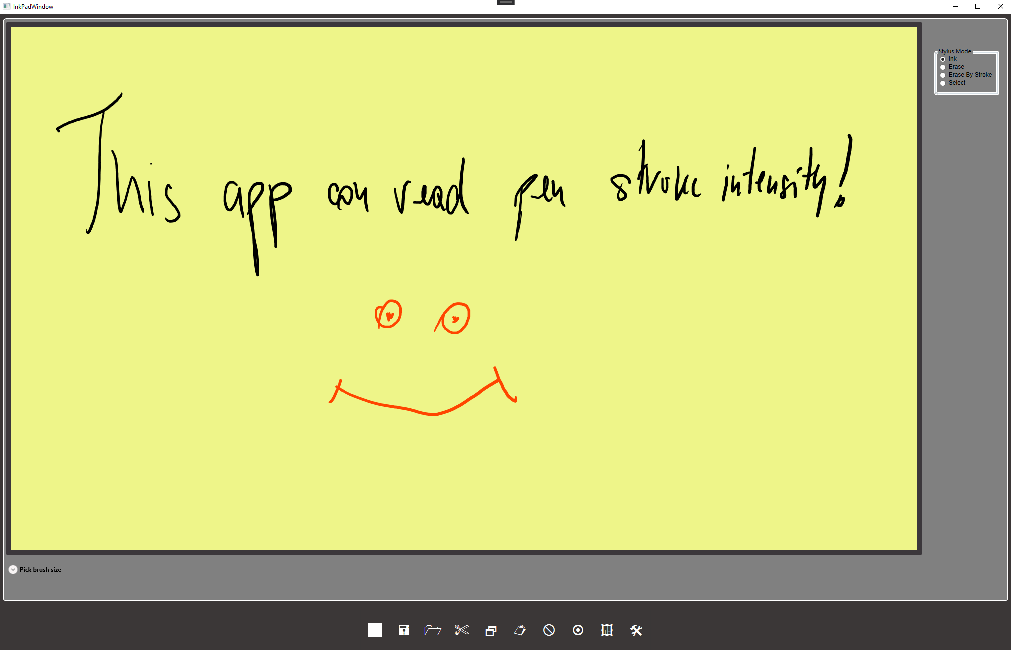 InkPadWindow
Stylus Mode
Ink
Erase
Erase By Stroke
Select
This app can read pen stroke intensity!
Pick brush size